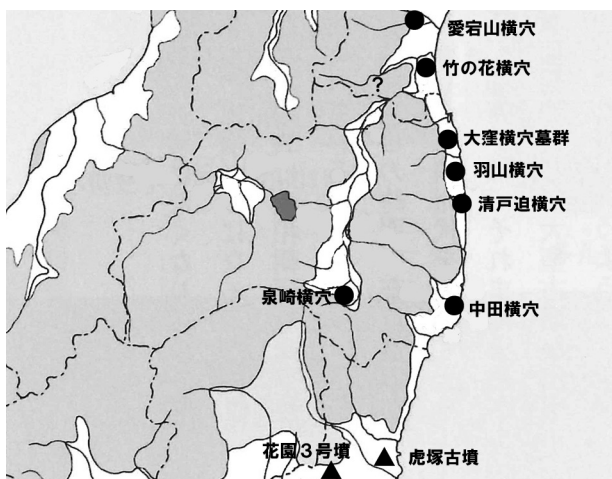 愛宕山横穴
竹の花横穴
?
大窪横穴墓群
羽山横穴
清戸迫横穴
泉崎横穴
中田横穴
花園３号墳
虎塚古墳